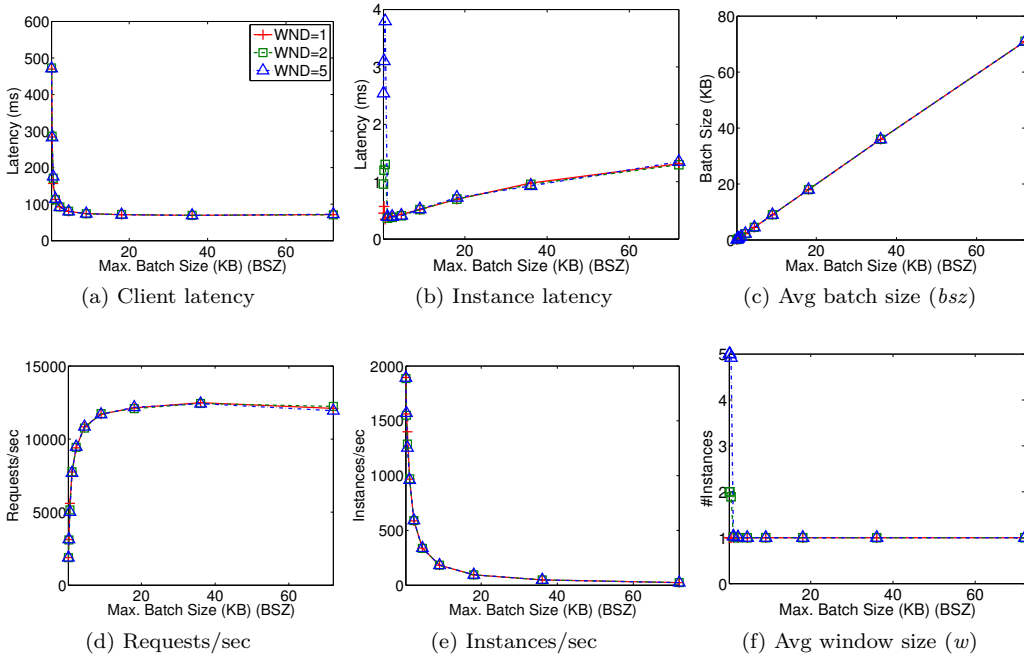 600
500
400
300
200
100
0
Latency (ms)
0 20 40 60
Max. Batch Size (KB) (BSZ)
WND=1
WND=2
WND=5
(a) Client latency
4
3
2
1
0
Latency (ms)
0 20 40 60
Max. Batch Size (KB) (BSZ)
(b) Instance latency
80
60
40
20
0
Batch Size (KB)
20 40 60
Max. Batch Size (KB) (BSZ)
(c) Avg batch size (bsz)
15000
10000
5000
0
Requests/sec
0 20 40 60
Max. Batch Size (KB) (BSZ)
(d) Requests/sec
2000
1500
1000
500
0
Instances/sec
0 20 40 60
Max. Batch Size (KB) (BSZ)
(e) Instances/sec
5
4
3
2
1
#Instances
20 40 60
Max. Batch Size (KB) (BSZ)
(f) Avg window size (w)